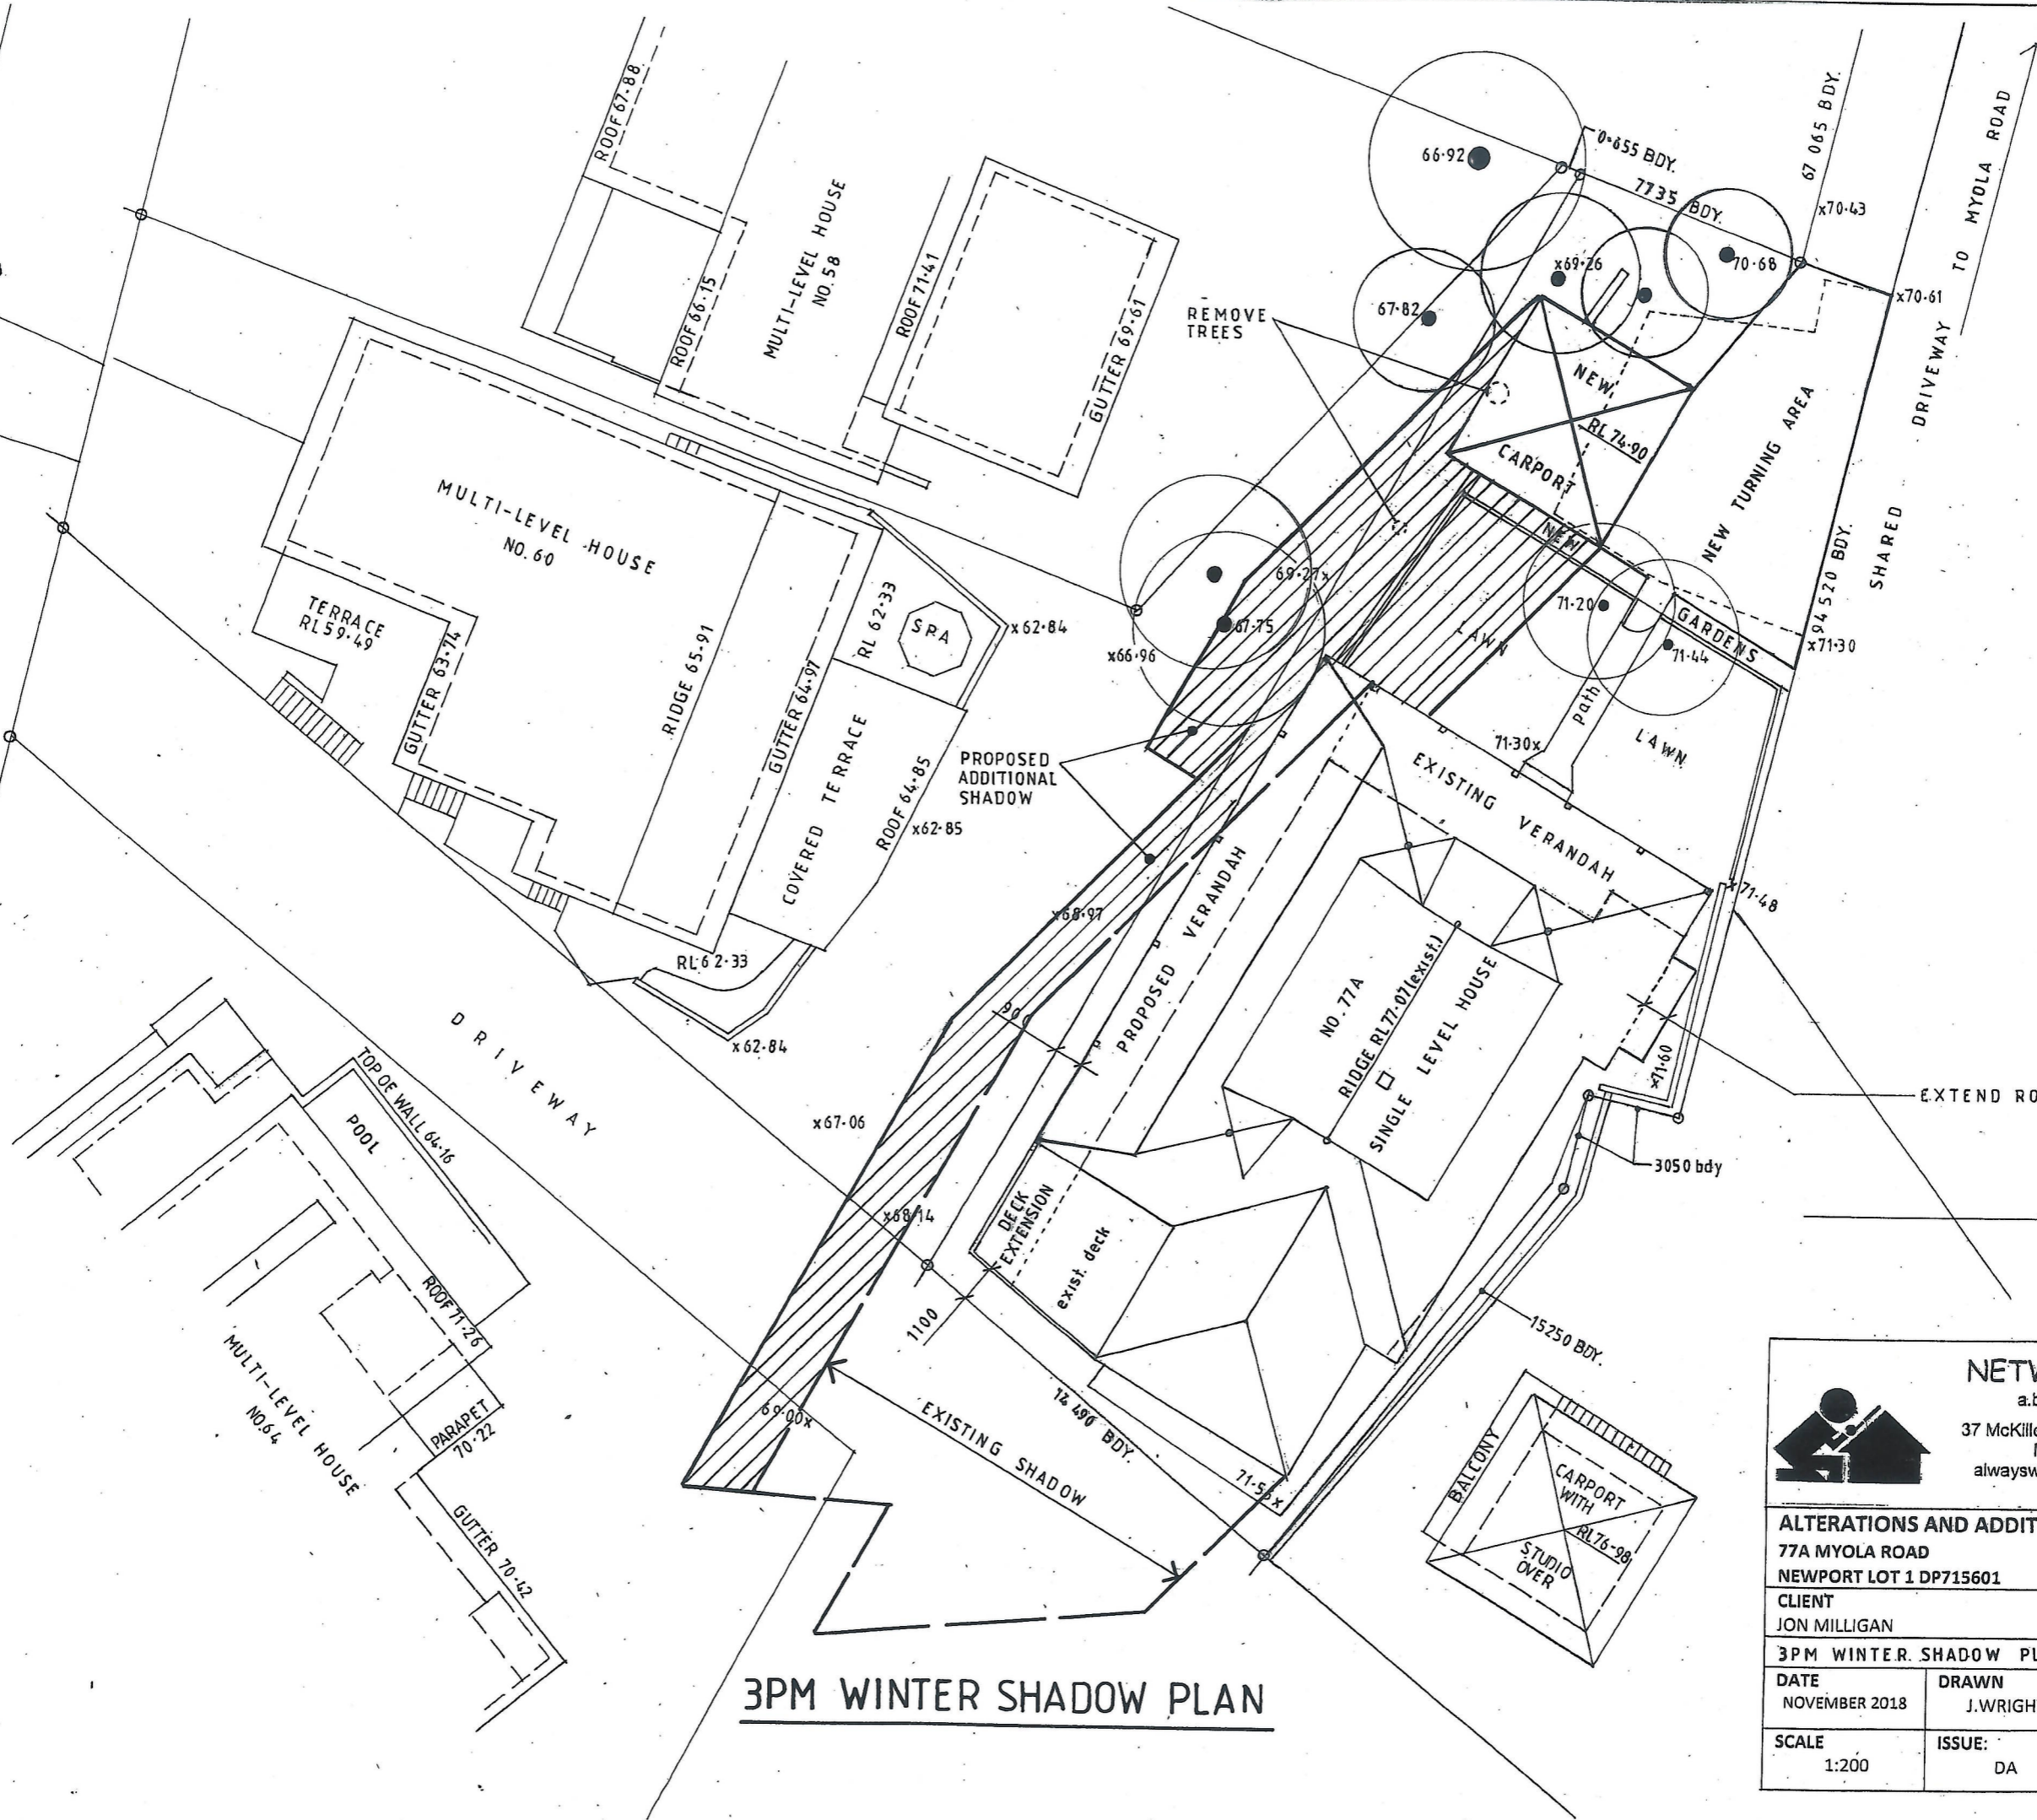 ROOF 67·88
MULTI-LEVEL HOUSE
NO.58
ROOF 66·15
ROOF 71·41
GUTTER 69·61
66·92
0·655 BDY.
7735 BDY.
67 065 BDY.
x70·43
x69·26
70·68
x70·61
67·82
REMOVE
TREES
NEW
CARPORT
RL 74·90
NEW TURNING AREA
SHARED DRIVEWAY TO MYOLA ROAD
94 520 BDY.
MULTI-LEVEL HOUSE
NO.60
TERRACE
RL59·49
GUTTER 63·74
RIDGE 65·91
GUTTER 64·97
RL 62·33
SPA
x62·84
x66·96
69·27x
67·75
NEW
GARDENS
LAWN
71·20
71·44
x71·30
path
71·30x
LAWN
COVERED TERRACE
ROOF 64·85
x62·85
RL62·33
x62·84
PROPOSED
ADDITIONAL
SHADOW
EXISTING VERANDAH
x71·48
x68·97
PROPOSED VERANDAH
900
NO.77A
RIDGE RL77·07(exist.)
SINGLE LEVEL HOUSE
x71·60
EXTEND RO
3050 bdy
DRIVEWAY
x67·06
x68·14
DECK
EXTENSION
exist. deck
1100
TOP OF WALL 64·16
POOL
ROOF 71·26
MULTI-LEVEL HOUSE
NO.64
PARAPET
70·22
GUTTER 70·42
69·00x
EXISTING SHADOW
14 490 BDY.
71·55x
15250 BDY.
BALCONY
CARPORT
WITH
RL76·98
STUDIO
OVER
3PM WINTER SHADOW PLAN
NETW
a.b
37 McKillo
alwaysw
ALTERATIONS AND ADDIT
77A MYOLA ROAD
NEWPORT LOT 1 DP715601
CLIENT
JON MILLIGAN
3PM WINTER SHADOW PL
DATE
NOVEMBER 2018
DRAWN
J.WRIGH
SCALE
1:200
ISSUE:
DA